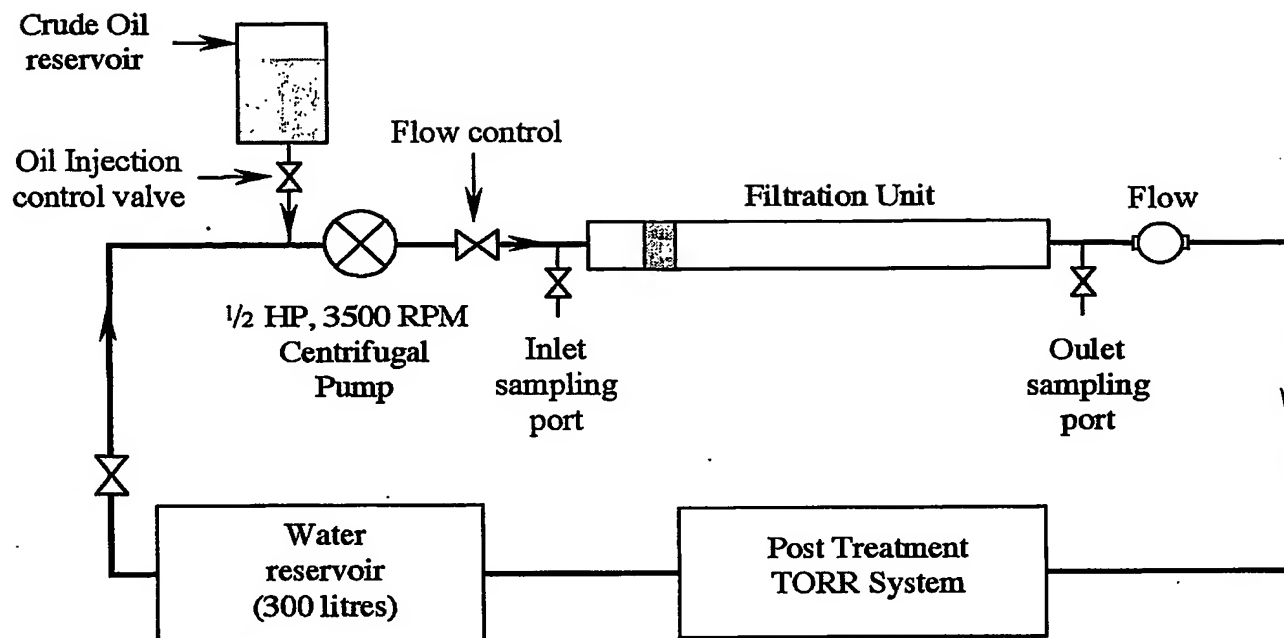 Crude Oil
reservoir
Oil Injection
control valve
Flow control
Filtration Unit
Flow
1/2 HP, 3500 RPM
Centrifugal
Pump
Inlet
sampling
port
Oulet
sampling
port
Water
reservoir
(300 litres)
Post Treatment
TORR System